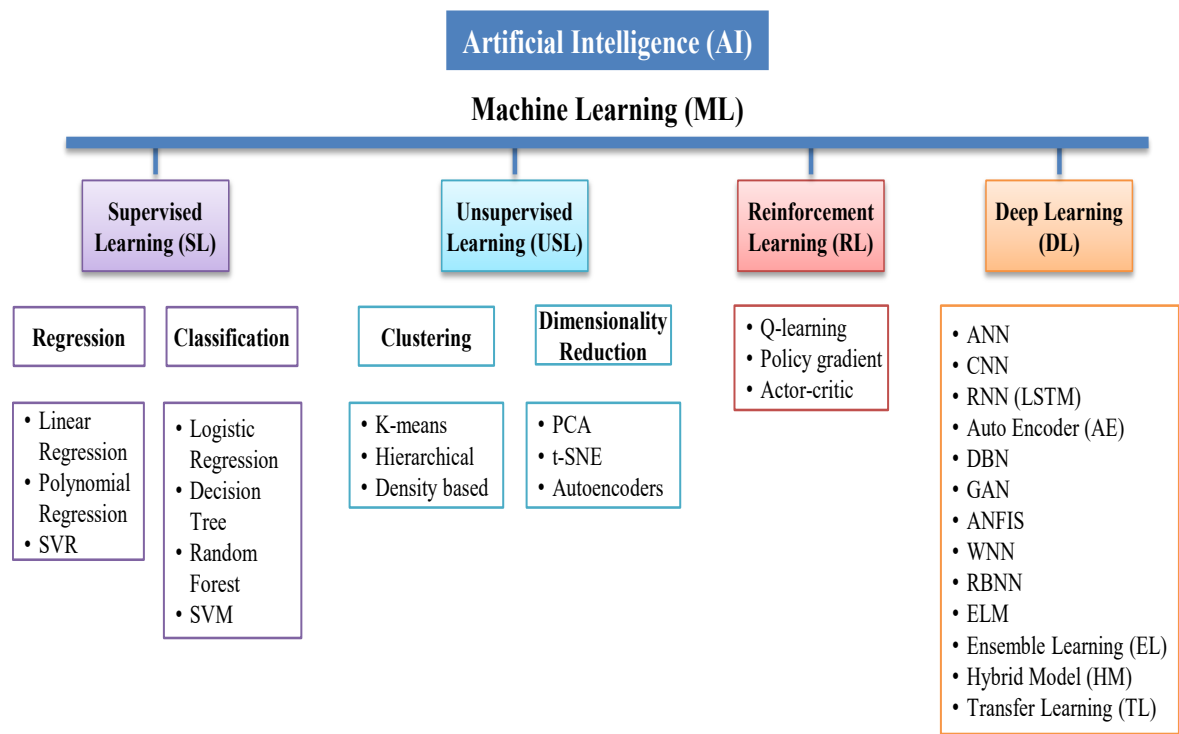 Artificial Intelligence (AI)
Machine Learning (ML)
Supervised
Learning (SL)
Unsupervised
Learning (USL)
Reinforcement
Learning (RL)
Deep Learning
(DL)
Regression
Classification
Clustering
Dimensionality
Reduction
• Linear
Regression
• Polynomial
Regression
• SVR
• Logistic
Regression
• Decision
Tree
• Random
Forest
• SVM
• K-means
• Hierarchical
• Density based
• PCA
• t-SNE
• Autoencoders
• Q-learning
• Policy gradient
• Actor-critic
• ANN
• CNN
• RNN (LSTM)
• Auto Encoder (AE)
• DBN
• GAN
• ANFIS
• WNN
• RBNN
• ELM
• Ensemble Learning (EL)
• Hybrid Model (HM)
• Transfer Learning (TL)